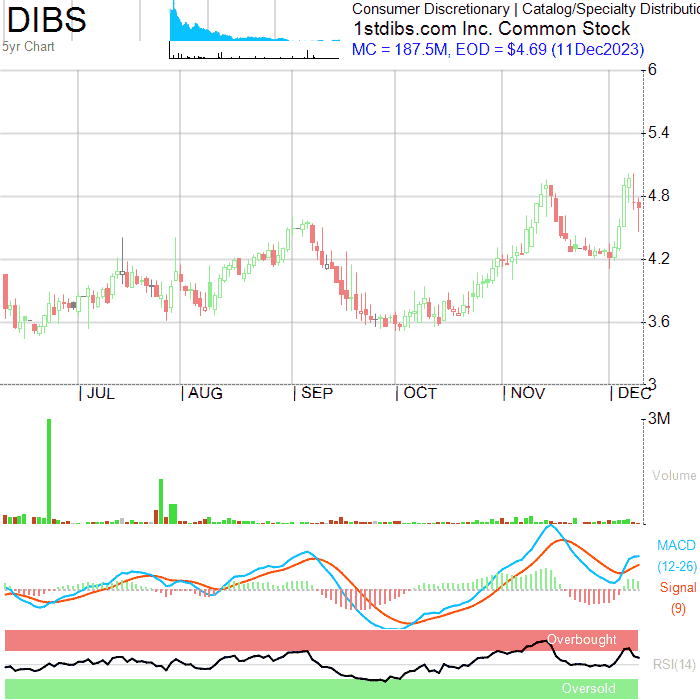 DIBS
5yr Chart
Consumer Discretionary | Catalog/Specialty Distributio
1stdibs.com Inc. Common Stock
MC = 187.5M, EOD = $4.69 (11Dec2023)
6
5.4
4.8
4.2
3.6
3
JUL AUG SEP OCT NOV DEC
3M
Volume
MACD
(12-26)
Signal
(9)
Overbought
RSI(14)
Oversold